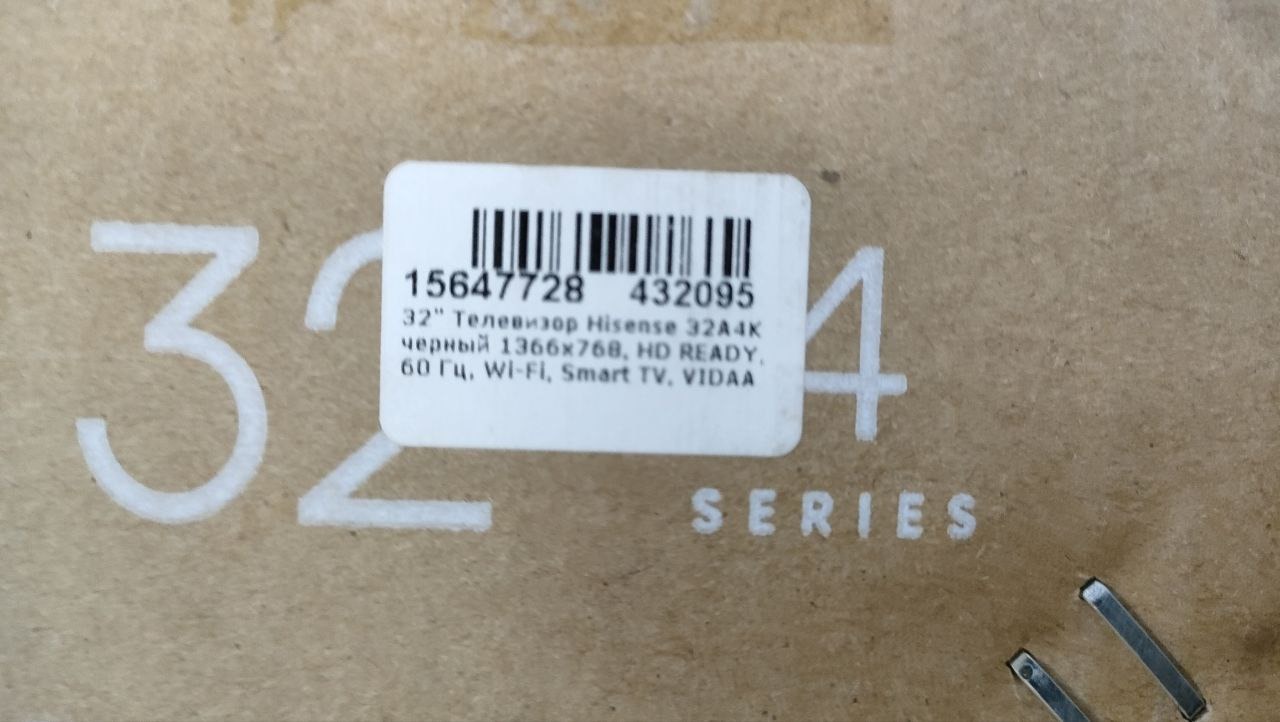 32
4
SERIES
15647728 432095
32" Телевизор Hisense 32A4K
черный 1366x768, HD READY,
60 Гц, Wi-Fi, Smart TV, VIDAA